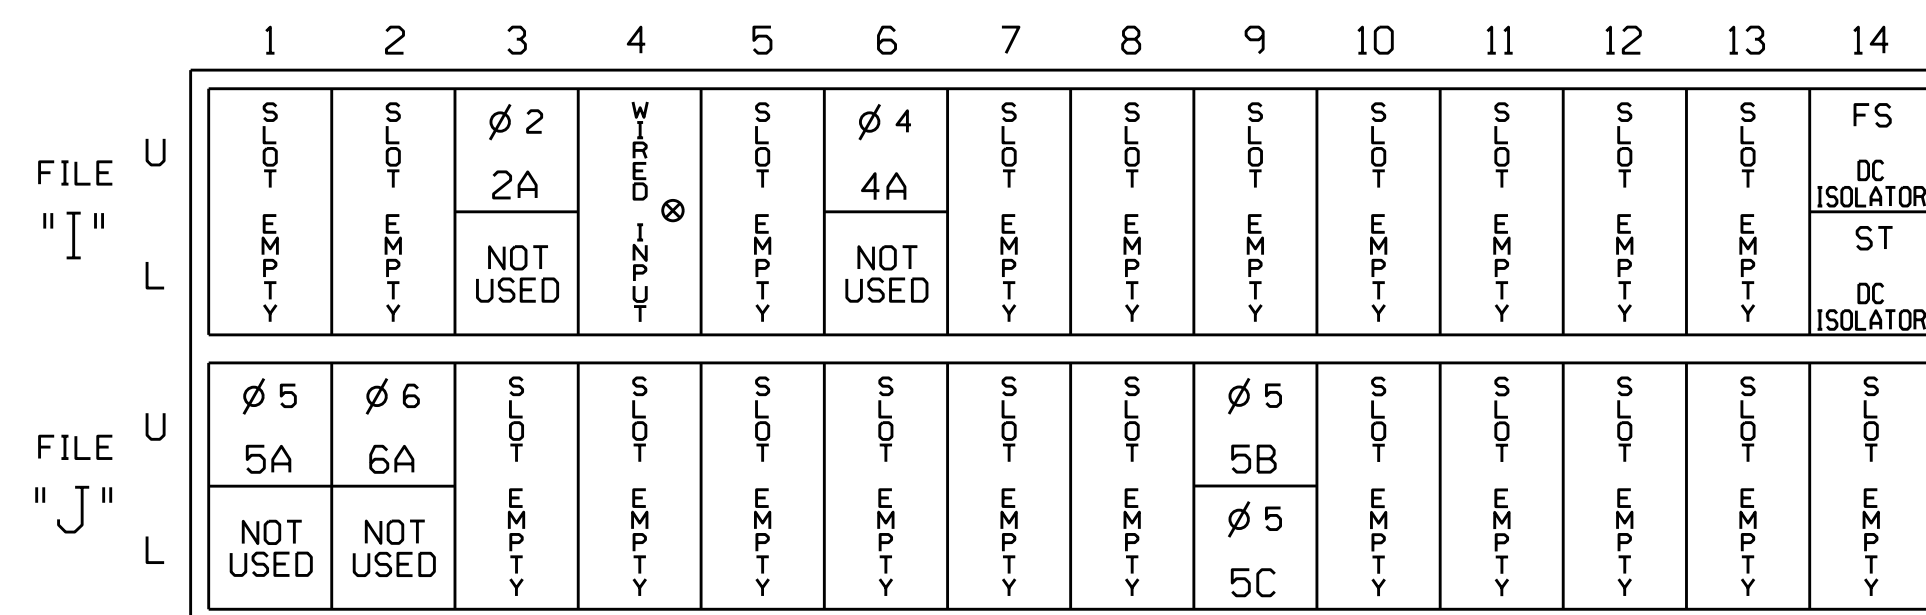 1 2 3 4 5 6 7 8 9 10 11 12 13 14
FILE "I"
U
L
SLOT EMPTY
SLOT EMPTY
Ø 2
2A
NOT
USED
WIRED INPUT
⊗
SLOT EMPTY
Ø 4
4A
NOT
USED
SLOT EMPTY
SLOT EMPTY
SLOT EMPTY
SLOT EMPTY
SLOT EMPTY
SLOT EMPTY
SLOT EMPTY
FS
DC
ISOLATOR
ST
DC
ISOLATOR
FILE "J"
U
L
Ø 5
5A
NOT
USED
Ø 6
6A
NOT
USED
SLOT EMPTY
SLOT EMPTY
SLOT EMPTY
SLOT EMPTY
SLOT EMPTY
SLOT EMPTY
Ø 5
5B
Ø 5
5C
SLOT EMPTY
SLOT EMPTY
SLOT EMPTY
SLOT EMPTY
SLOT EMPTY